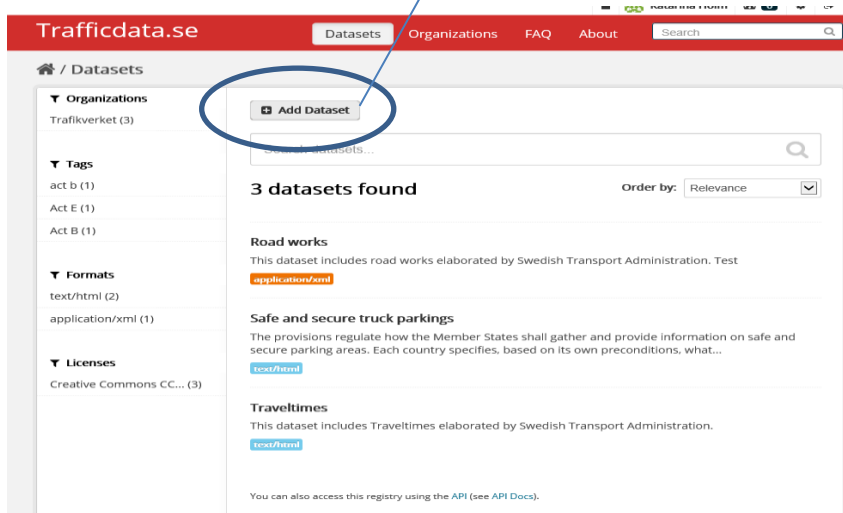 Katarina Holm
Trafficdata.se Datasets Organizations FAQ About Search
/ Datasets
Organizations
Trafikverket (3)
Tags
act b (1)
Act E (1)
Act B (1)
Formats
text/html (2)
application/xml (1)
Licenses
Creative Commons CC... (3)
Add Dataset
Search datasets...
3 datasets found
Order by: Relevance
Road works
This dataset includes road works elaborated by Swedish Transport Administration. Test
application/xml
Safe and secure truck parkings
The provisions regulate how the Member States shall gather and provide information on safe and
secure parking areas. Each country specifies, based on its own preconditions, what...
text/html
Traveltimes
This dataset includes Traveltimes elaborated by Swedish Transport Administration.
text/html
You can also access this registry using the API (see API Docs).